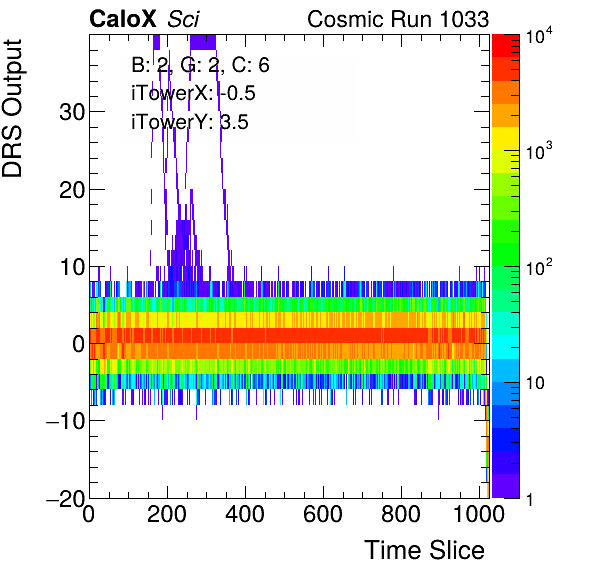 CaloX Sci Cosmic Run 1033
DRS Output
B: 2, G: 2, C: 6
iTowerX: -0.5
iTowerY: 3.5
30
20
10
0
−10
−20
0 200 400 600 800 1000
Time Slice
10^4
10^3
10^2
10
1